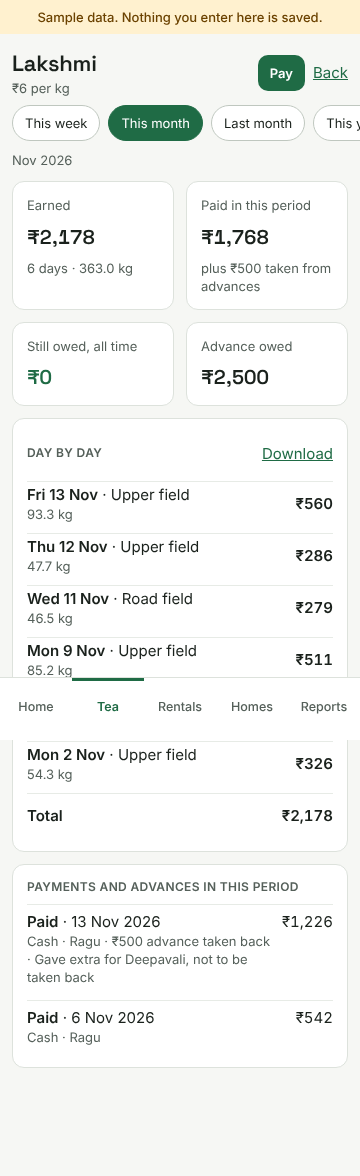 Sample data. Nothing you enter here is saved.
Lakshmi
₹6 per kg
Pay
Back
This week
This month
Last month
This y
Nov 2026
Earned
₹2,178
6 days · 363.0 kg
Paid in this period
₹1,768
plus ₹500 taken from
advances
Still owed, all time
₹0
Advance owed
₹2,500
DAY BY DAY
Download
Fri 13 Nov · Upper field
93.3 kg
₹560
Thu 12 Nov · Upper field
47.7 kg
₹286
Wed 11 Nov · Road field
46.5 kg
₹279
Mon 9 Nov · Upper field
85.2 kg
₹511
Home
Tea
Rentals
Homes
Reports
Mon 2 Nov · Upper field
54.3 kg
₹326
Total
₹2,178
PAYMENTS AND ADVANCES IN THIS PERIOD
Paid · 13 Nov 2026
₹1,226
Cash · Ragu · ₹500 advance taken back
· Gave extra for Deepavali, not to be
taken back
Paid · 6 Nov 2026
₹542
Cash · Ragu